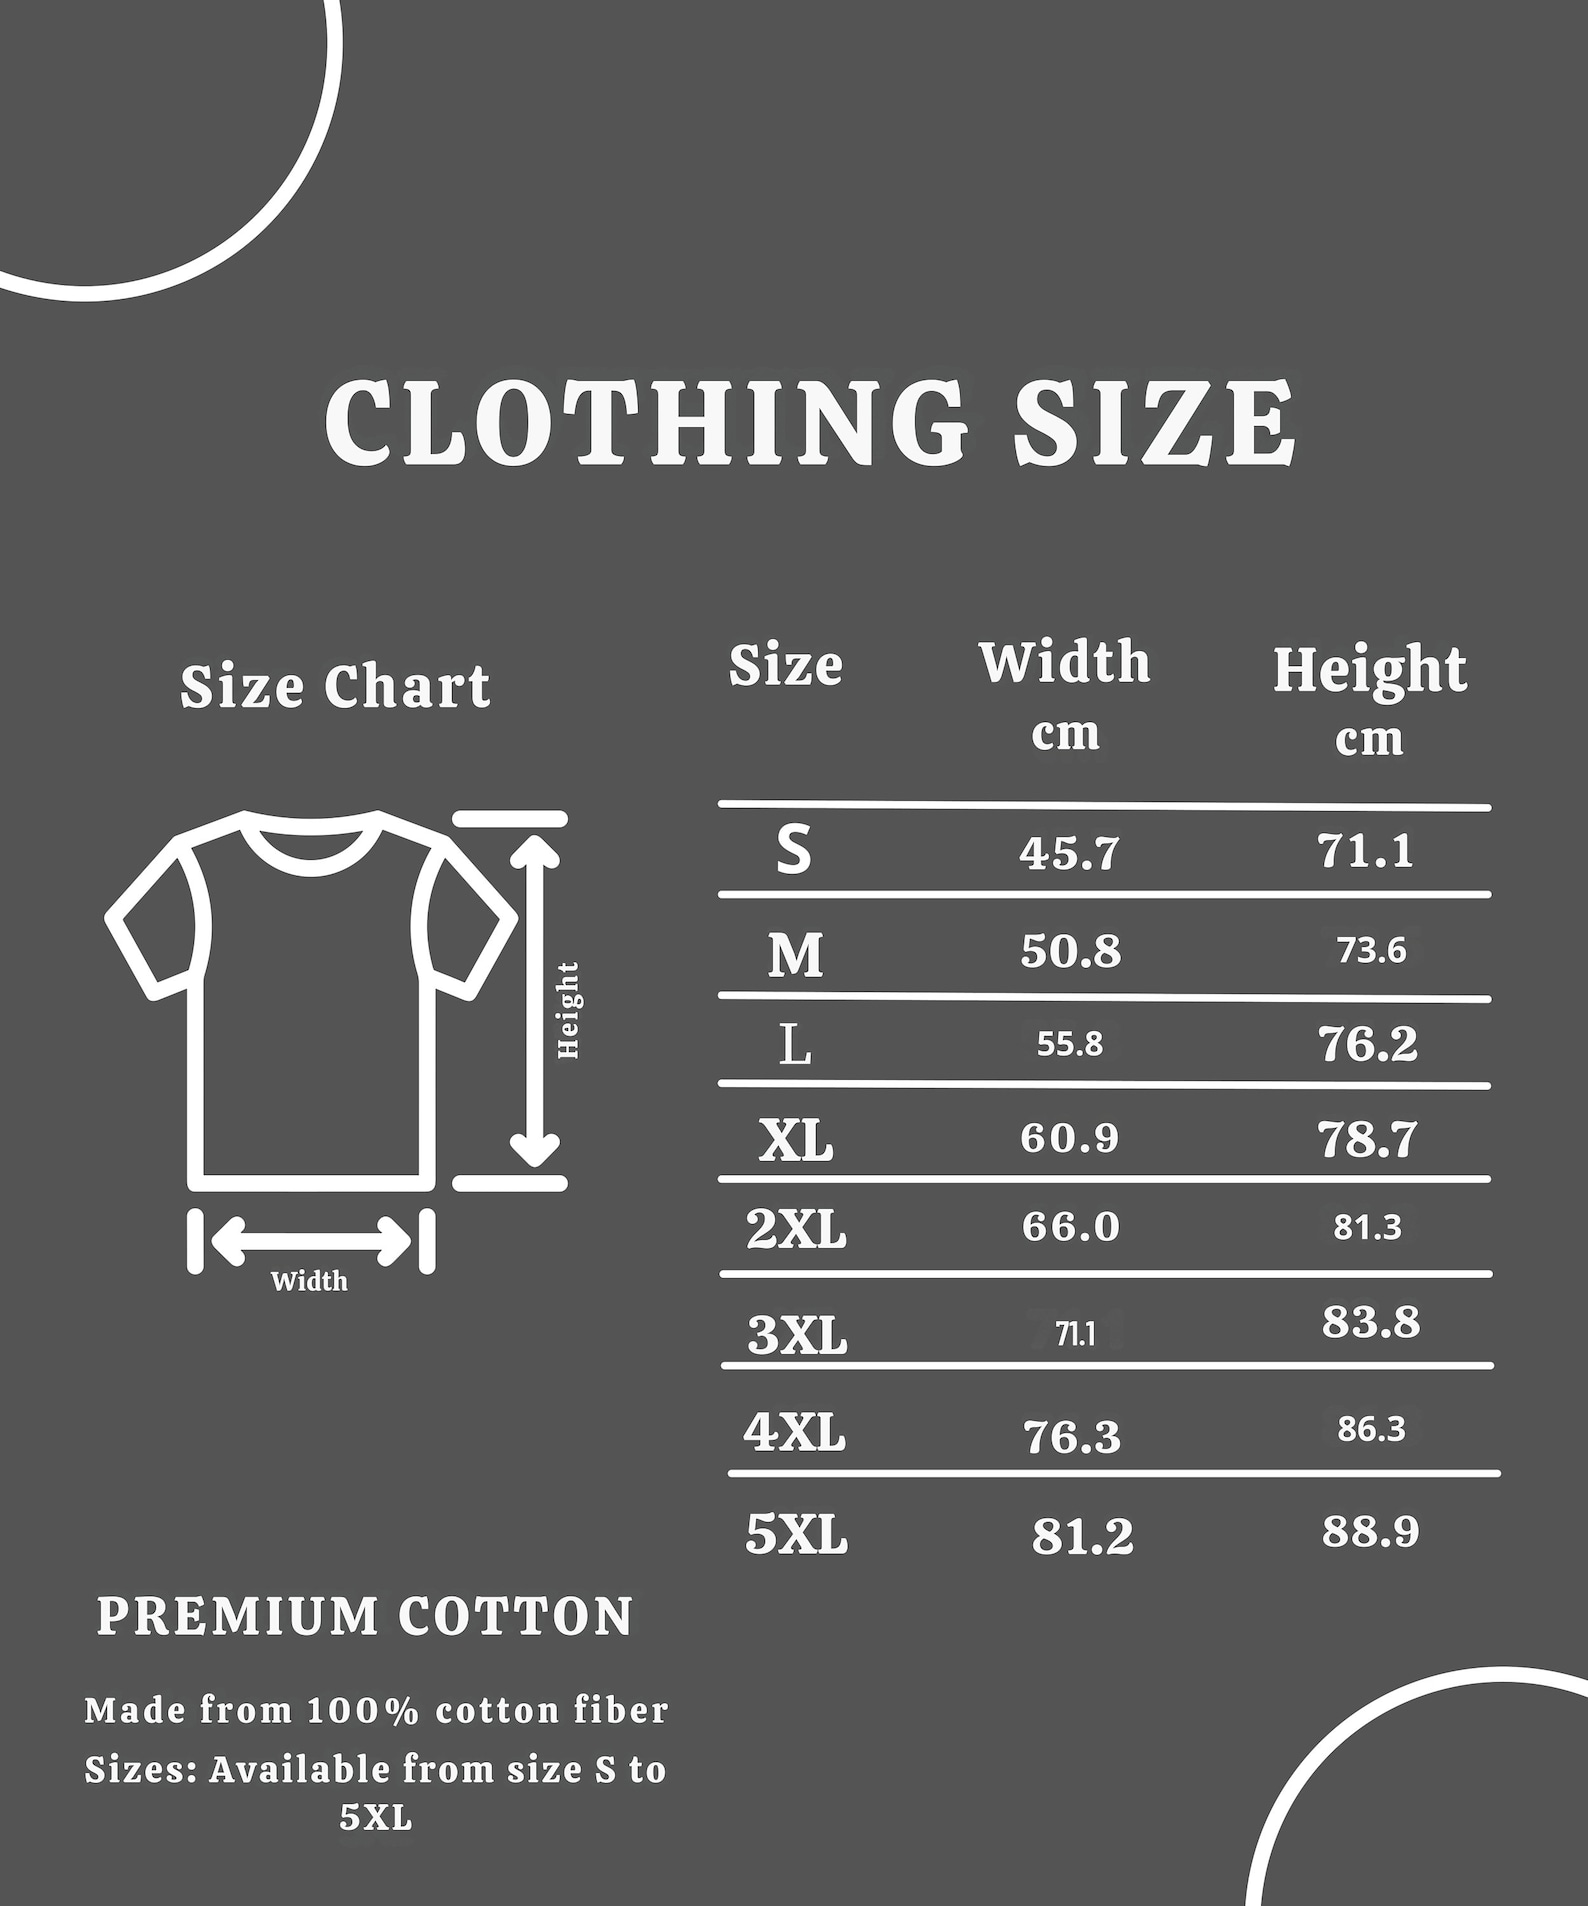 CLOTHING SIZE
Size Chart
Size Width Height
cm cm
S 45.7 71.1
M 50.8 73.6
L 55.8 76.2
XL 60.9 78.7
2XL 66.0 81.3
3XL 71.1 83.8
4XL 76.3 86.3
5XL 81.2 88.9
Height
Width
PREMIUM COTTON
Made from 100% cotton fiber
Sizes: Available from size S to
5XL